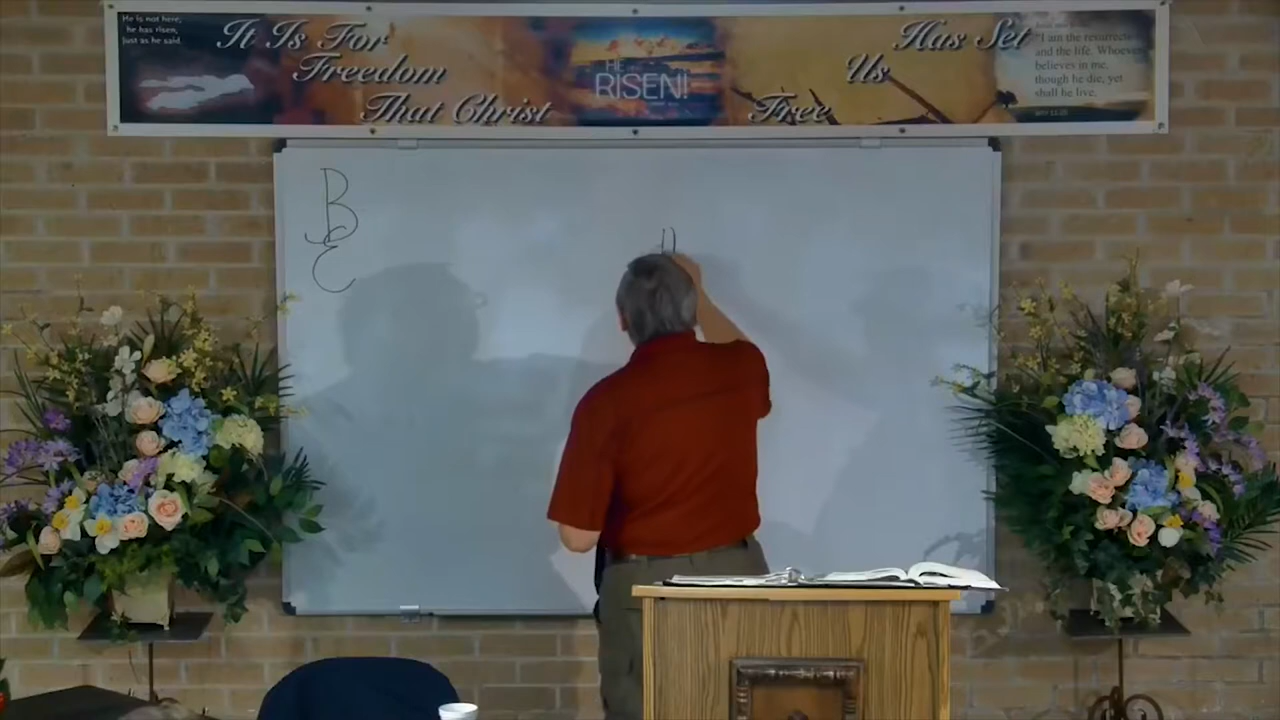 He is not here;
he has risen,
just as he said.
It Is For
Freedom
That Christ
HE
RISEN!
Has Set
Us
Free
"I am the resurrection
and the life. Whoever
believes in me,
though he die, yet
shall he live.
B
E